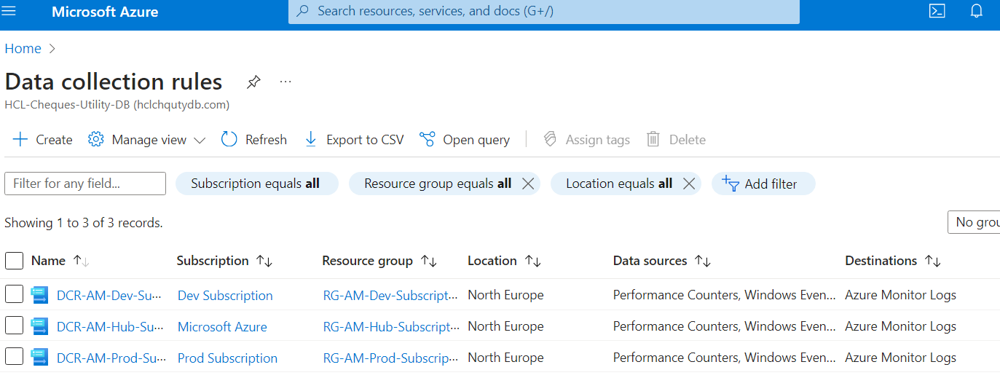 Microsoft Azure
Search resources, services, and docs (G+/)
Home
Data collection rules
...
HCL-Cheques-Utility-DB (hclchqutydb.com)
Create Manage view Refresh Export to CSV Open query Assign tags Delete
Filter for any field... Subscription equals all Resource group equals all Location equals all Add filter
Showing 1 to 3 of 3 records.
No grou
Name Subscription Resource group Location Data sources Destinations
DCR-AM-Dev-Su... Dev Subscription RG-AM-Dev-Subscript... North Europe Performance Counters, Windows Even... Azure Monitor Logs
DCR-AM-Hub-Su... Microsoft Azure RG-AM-Hub-Subscript... North Europe Performance Counters, Windows Even... Azure Monitor Logs
DCR-AM-Prod-Su... Prod Subscription RG-AM-Prod-Subscrip... North Europe Performance Counters, Windows Even... Azure Monitor Logs